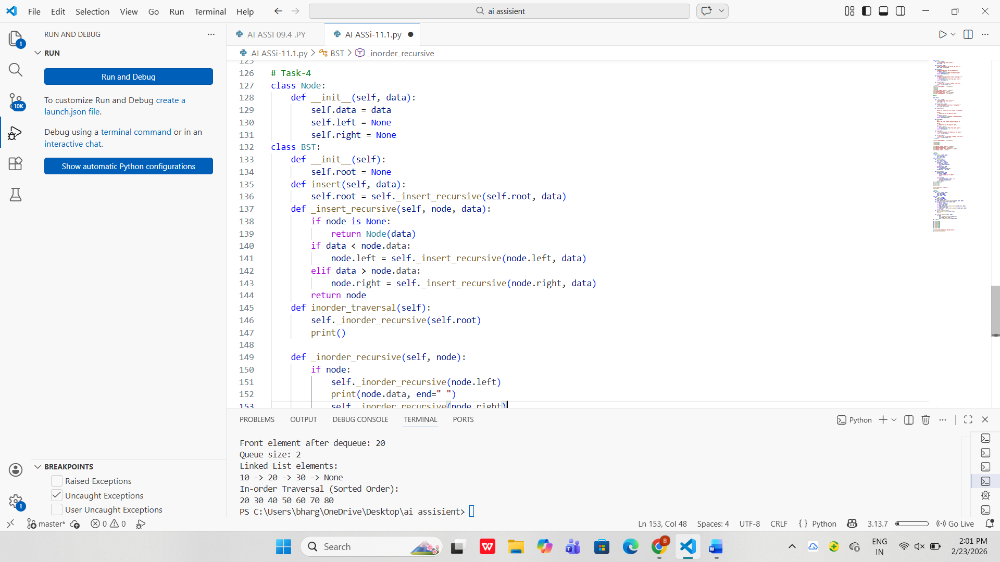 File Edit Selection View Go Run Terminal Help
ai assisient
RUN AND DEBUG
RUN
Run and Debug
To customize Run and Debug create a
launch.json file.
Debug using a terminal command or in an
interactive chat.
Show automatic Python configurations
1
10K
BREAKPOINTS
Raised Exceptions
Uncaught Exceptions
User Uncaught Exceptions
1
AI ASSI 09.4 .PY
AI ASSi-11.1.py
AI ASSi-11.1.py > BST > _inorder_recursive
125
126 # Task-4
127 class Node:
128 def __init__(self, data):
129 self.data = data
130 self.left = None
131 self.right = None
132 class BST:
133 def __init__(self):
134 self.root = None
135 def insert(self, data):
136 self.root = self._insert_recursive(self.root, data)
137 def _insert_recursive(self, node, data):
138 if node is None:
139 return Node(data)
140 if data < node.data:
141 node.left = self._insert_recursive(node.left, data)
142 elif data > node.data:
143 node.right = self._insert_recursive(node.right, data)
144 return node
145 def inorder_traversal(self):
146 self._inorder_recursive(self.root)
147 print()
148
149 def _inorder_recursive(self, node):
150 if node:
151 self._inorder_recursive(node.left)
152 print(node.data, end=" ")
153 self._inorder_recursive(node.right)
PROBLEMS OUTPUT DEBUG CONSOLE TERMINAL PORTS
Python
Front element after dequeue: 20
Queue size: 2
Linked List elements:
10 -> 20 -> 30 -> None
In-order Traversal (Sorted Order):
20 30 40 50 60 70 80
PS C:\Users\bharg\OneDrive\Desktop\ai assisient>
master* 0 0
Ln 153, Col 48 Spaces: 4 UTF-8 CRLF { } Python 3.13.7 Go Live
Search
W
B
W
ENG
IN
2:01 PM
2/23/2026